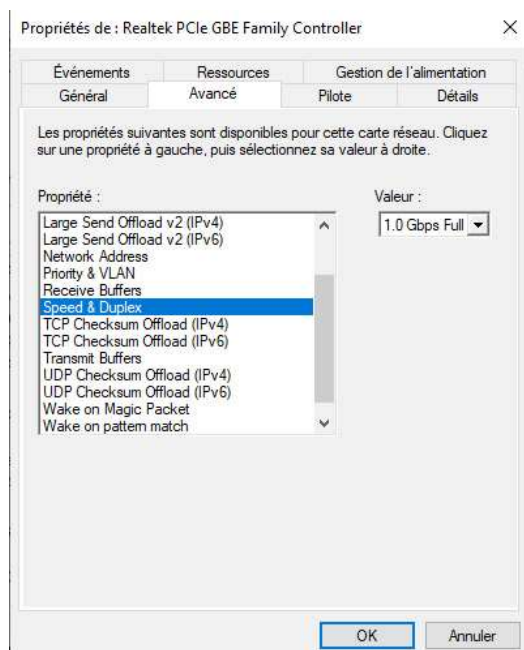 Propriétés de : Realtek PCIe GBE Family Controller
Événements Ressources Gestion de l'alimentation
Général Avancé Pilote Détails
Les propriétés suivantes sont disponibles pour cette carte réseau. Cliquez
sur une propriété à gauche, puis sélectionnez sa valeur à droite.
Propriété : Valeur :
Large Send Offload v2 (IPv4) 1.0 Gbps Full
Large Send Offload v2 (IPv6)
Network Address
Priority & VLAN
Receive Buffers
Speed & Duplex
TCP Checksum Offload (IPv4)
TCP Checksum Offload (IPv6)
Transmit Buffers
UDP Checksum Offload (IPv4)
UDP Checksum Offload (IPv6)
Wake on Magic Packet
Wake on pattern match
OK Annuler